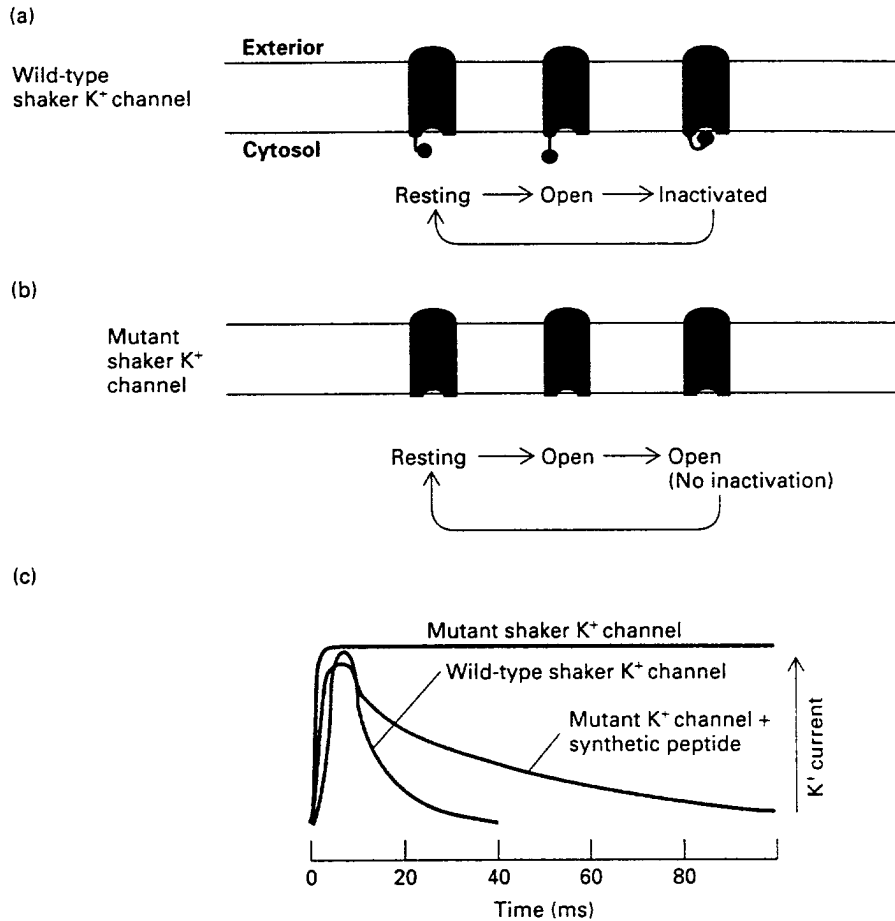 (a)
Exterior
Wild-type
shaker K⁺ channel
Cytosol
Resting → Open → Inactivated
(b)
Mutant
shaker K⁺
channel
Resting → Open → Open
(No inactivation)
(c)
Mutant shaker K⁺ channel
Wild-type shaker K⁺ channel
Mutant K⁺ channel +
synthetic peptide
K⁺ current
0 20 40 60 80
Time (ms)